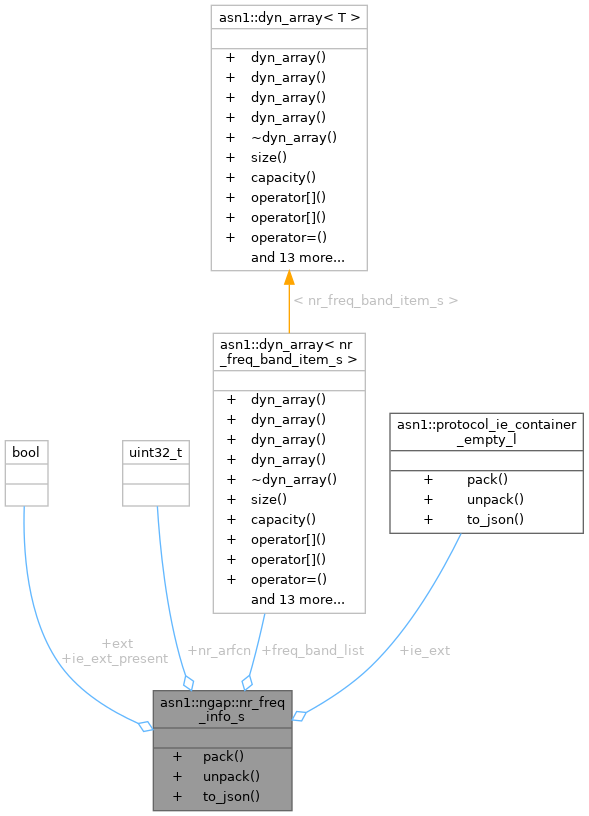 asn1::dyn_array< T >
+ dyn_array()
+ dyn_array()
+ dyn_array()
+ dyn_array()
+ ~dyn_array()
+ size()
+ capacity()
+ operator[]()
+ operator[]()
+ operator=()
and 13 more...
< nr_freq_band_item_s >
asn1::dyn_array< nr
_freq_band_item_s >
+ dyn_array()
+ dyn_array()
+ dyn_array()
+ dyn_array()
+ ~dyn_array()
+ size()
+ capacity()
+ operator[]()
+ operator[]()
+ operator=()
and 13 more...
asn1::protocol_ie_container
_empty_l
+ pack()
+ unpack()
+ to_json()
bool
uint32_t
+ext
+ie_ext_present
+nr_arfcn
+freq_band_list
+ie_ext
asn1::ngap::nr_freq
_info_s
+ pack()
+ unpack()
+ to_json()